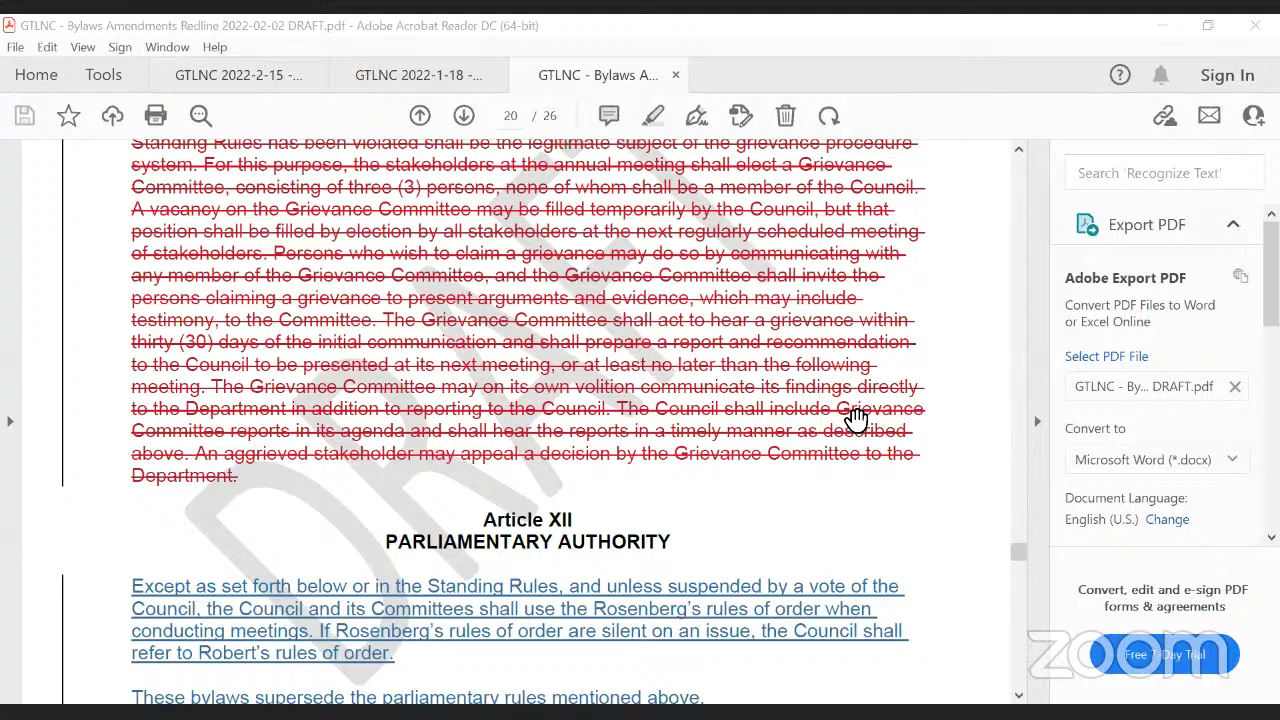 GTLNC - Bylaws Amendments Redline 2022-02-02 DRAFT.pdf - Adobe Acrobat Reader DC (64-bit)
File Edit View Sign Window Help
Home Tools GTLNC 2022-2-15 -... GTLNC 2022-1-18 -... GTLNC - Bylaws A... × Sign In
20 / 26
Standing Rules has been violated shall be the legitimate subject of the grievance procedure
system. For this purpose, the stakeholders at the annual meeting shall elect a Grievance
Committee, consisting of three (3) persons, none of whom shall be a member of the Council.
A vacancy on the Grievance Committee may be filled temporarily by the Council, but that
position shall be filled by election by all stakeholders at the next regularly scheduled meeting
of stakeholders. Persons who wish to claim a grievance may do so by communicating with
any member of the Grievance Committee, and the Grievance Committee shall invite the
persons claiming a grievance to present arguments and evidence, which may include
testimony, to the Committee. The Grievance Committee shall act to hear a grievance within
thirty (30) days of the initial communication and shall prepare a report and recommendation
to the Council to be presented at its next meeting, or at least no later than the following
meeting. The Grievance Committee may on its own volition communicate its findings directly
to the Department in addition to reporting to the Council. The Council shall include Grievance
Committee reports in its agenda and shall hear the reports in a timely manner as described
above. An aggrieved stakeholder may appeal a decision by the Grievance Committee to the
Department.
Article XII
PARLIAMENTARY AUTHORITY
Except as set forth below or in the Standing Rules, and unless suspended by a vote of the
Council, the Council and its Committees shall use the Rosenberg's rules of order when
conducting meetings. If Rosenberg's rules of order are silent on an issue, the Council shall
refer to Robert's rules of order.
These bylaws supersede the parliamentary rules mentioned above.
DRAFT
Search 'Recognize Text'
Export PDF
Adobe Export PDF
Convert PDF Files to Word
or Excel Online
Select PDF File
GTLNC - By... DRAFT.pdf
Convert to
Microsoft Word (*.docx)
Document Language:
English (U.S.) Change
Convert, edit and e-sign PDF
forms & agreements
Free 7-Day Trial
zoom